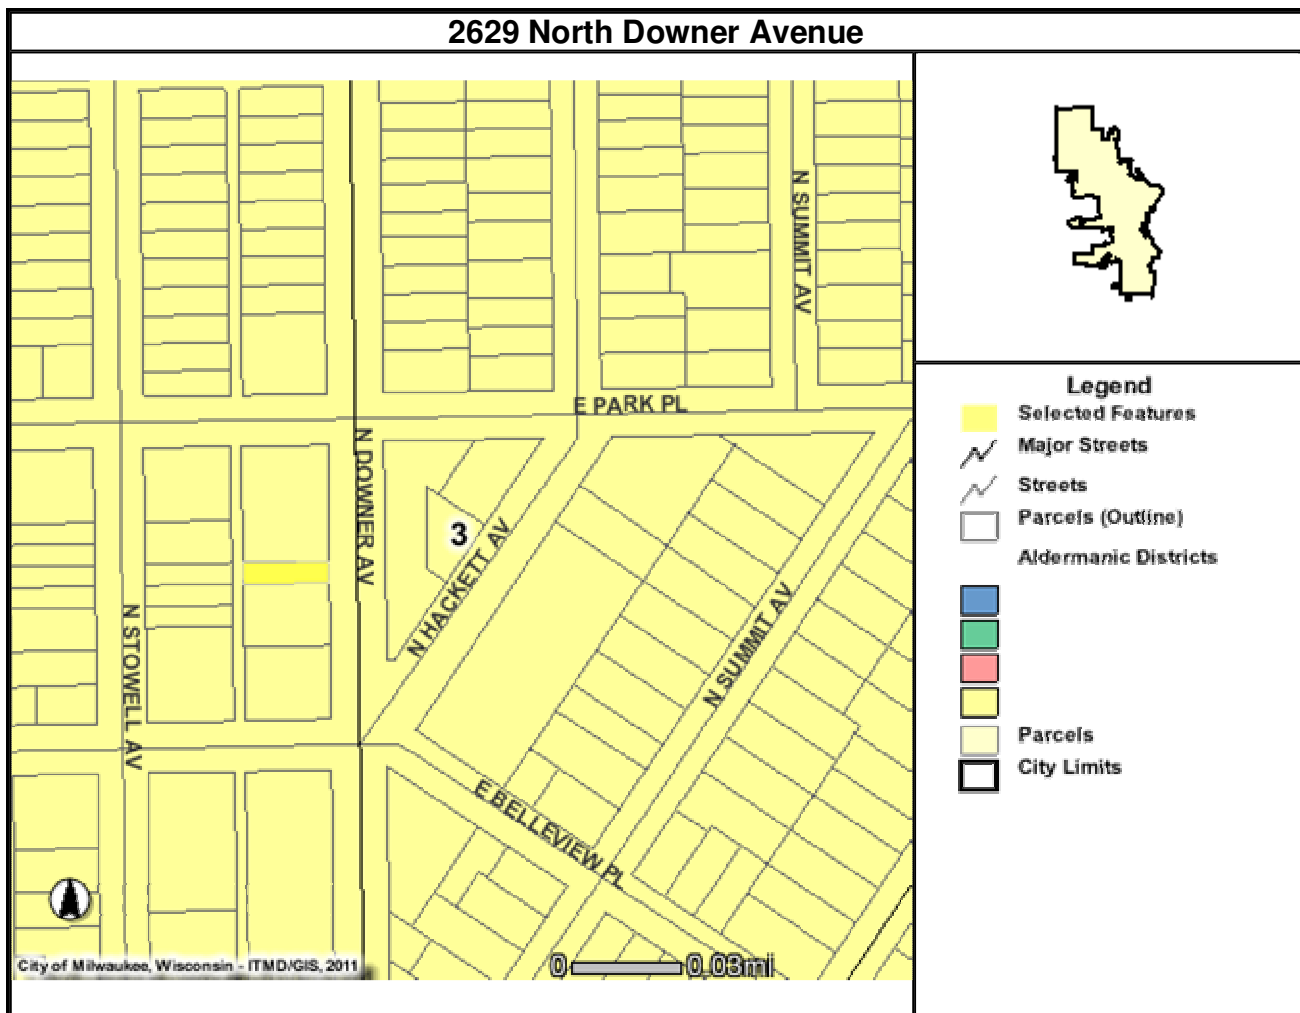 2629 North Downer Avenue
N SUMMIT AV
E PARK PL
N DOWNER AV
3
N HACKETT AV
N SUMMIT AV
N STOWELL AV
E BELLEVIEW PL
City of Milwaukee, Wisconsin - ITMD/GIS, 2011
0 0.03mi
Legend
Selected Features
Major Streets
Streets
Parcels (Outline)
Aldermanic Districts
Parcels
City Limits